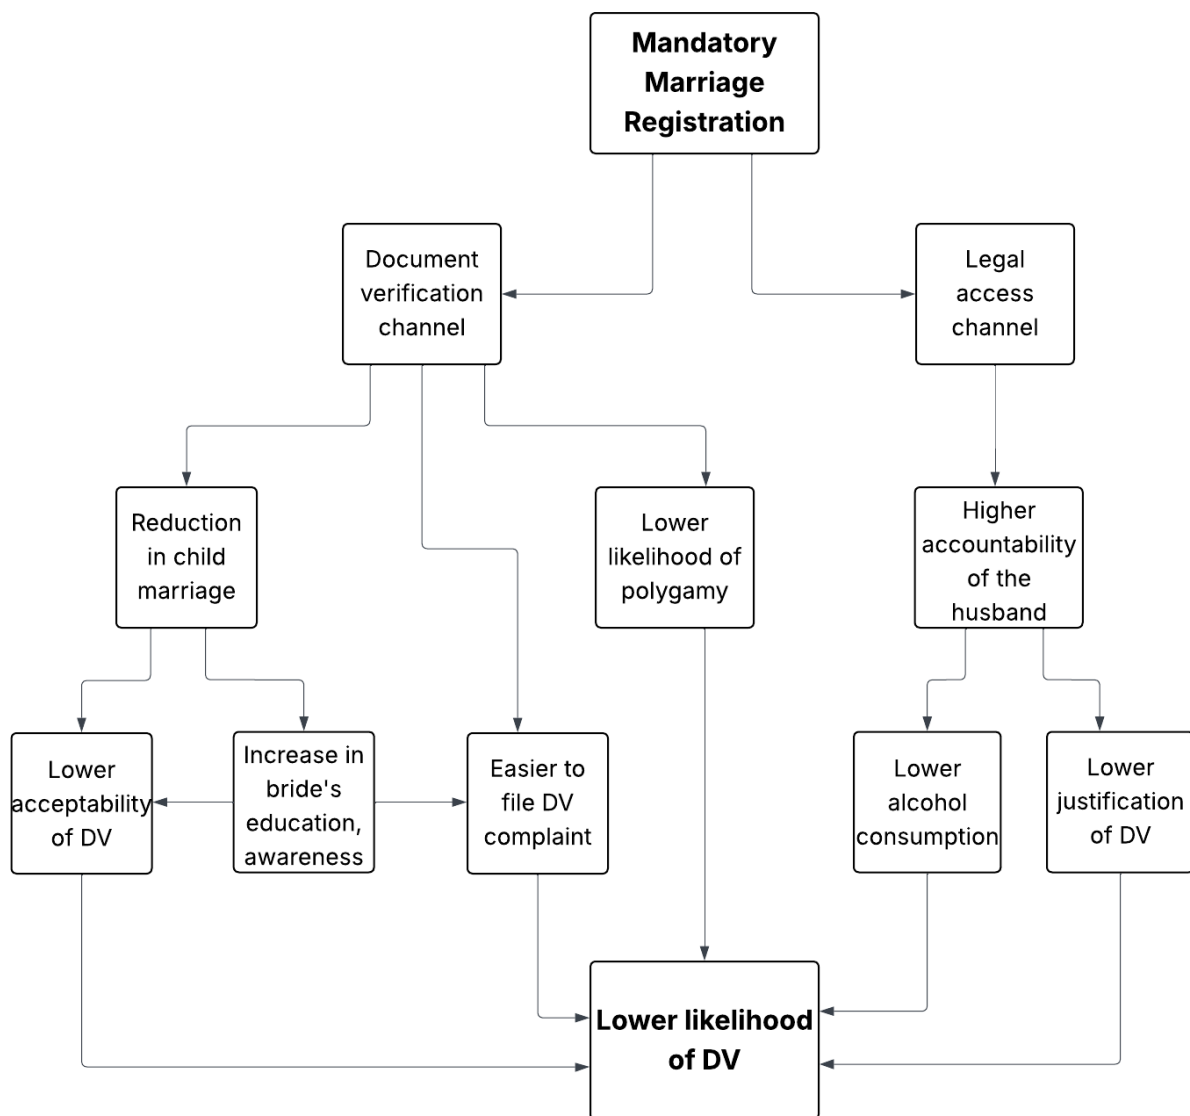 Mandatory
Marriage
Registration
Document
verification
channel
Legal
access
channel
Reduction
in child
marriage
Lower
likelihood of
polygamy
Higher
accountability
of the
husband
Lower
acceptability
of DV
Increase in
bride's
education,
awareness
Easier to
file DV
complaint
Lower
alcohol
consumption
Lower
justification
of DV
Lower likelihood
of DV